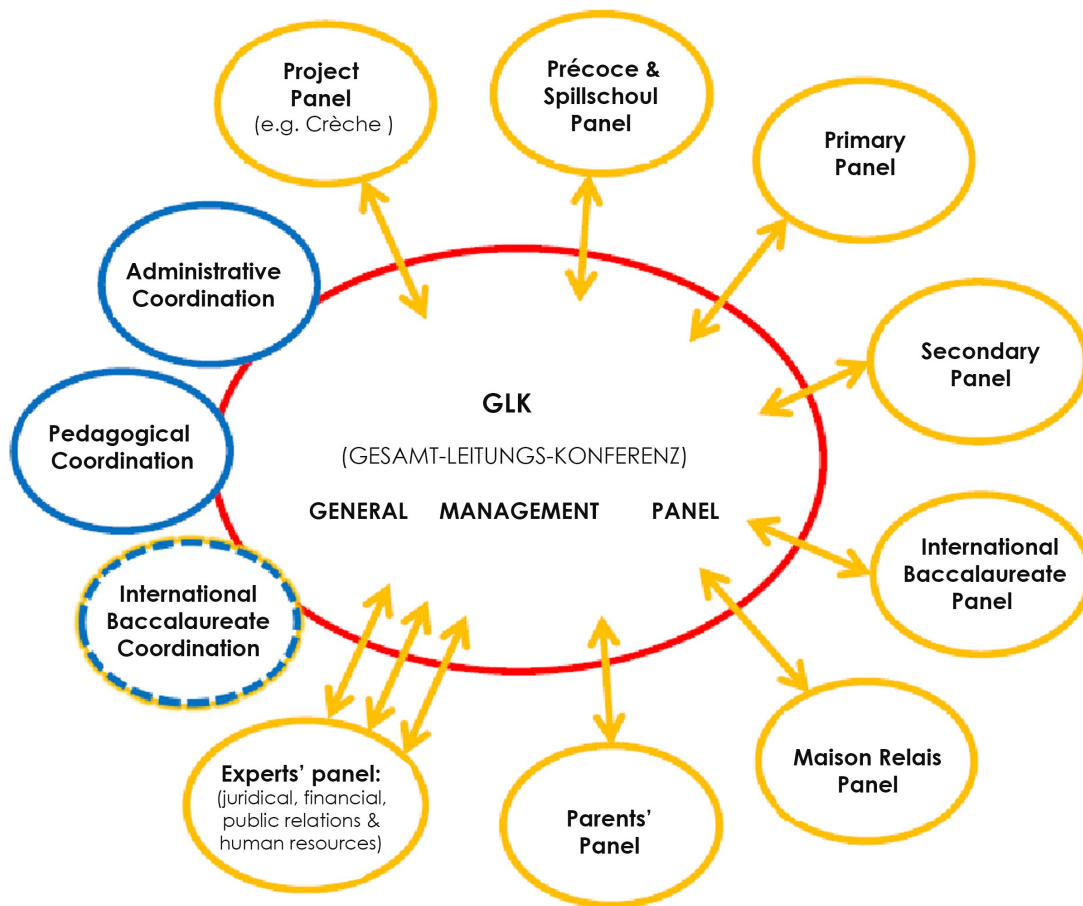 Project
Panel
(e.g. Crèche )
Précoce &
Spillschoul
Panel
Primary
Panel
Administrative
Coordination
Secondary
Panel
Pedagogical
Coordination
GLK
(GESAMT-LEITUNGS-KONFERENZ)
GENERAL MANAGEMENT PANEL
International
Baccalaureate
Panel
International
Baccalaureate
Coordination
Maison Relais
Panel
Experts’ panel:
(juridical, financial,
public relations &
human resources)
Parents’
Panel